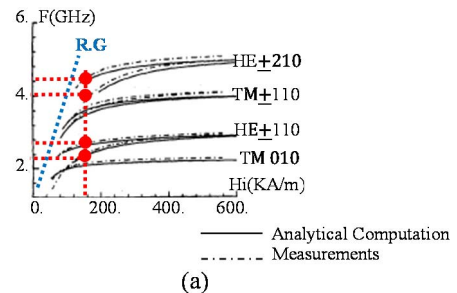 6. F(GHz)
R.G
HE±210
4.
TM±110
HE±110
2.
TM 010
Hi(KA/m)
0. 200. 400. 600.
Analytical Computation
Measurements
(a)